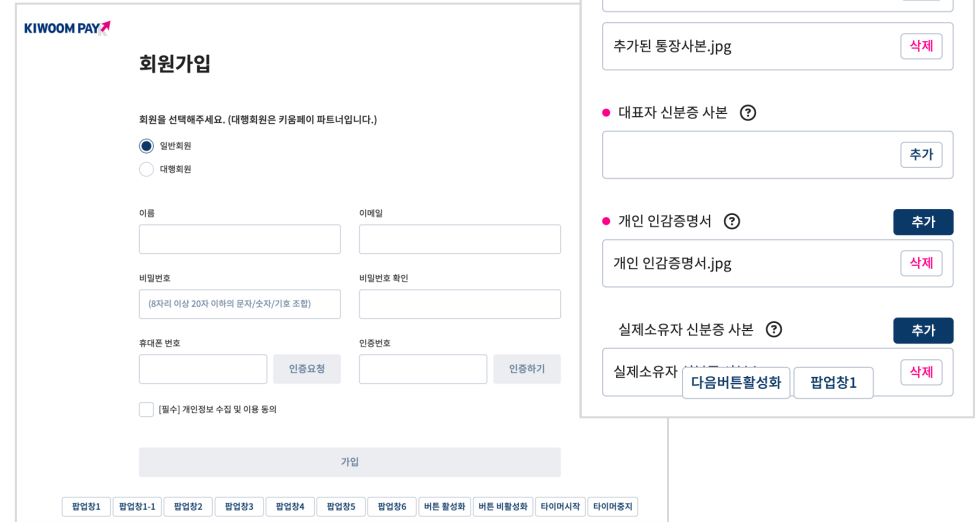 KIWOOM PAY
회원가입
회원을 선택해주세요. (대행회원은 키움페이 파트너입니다.)
일반회원
대행회원
이름 이메일
비밀번호 비밀번호 확인
(8자리 이상 20자 이하의 문자/숫자/기호 조합)
휴대폰 번호 인증번호
인증요청 인증하기
[필수] 개인정보 수집 및 이용 동의
가입
팝업창1 팝업창1-1 팝업창2 팝업창3 팝업창4 팝업창5 팝업창6 버튼 활성화 버튼 비활성화 타이머시작 타이머중지
추가된 통장사본.jpg 삭제
대표자 신분증 사본 ?
추가
개인 인감증명서 ? 추가
개인 인감증명서.jpg 삭제
실제소유자 신분증 사본 ? 추가
실제소유자 삭제
다음버튼활성화 팝업창1